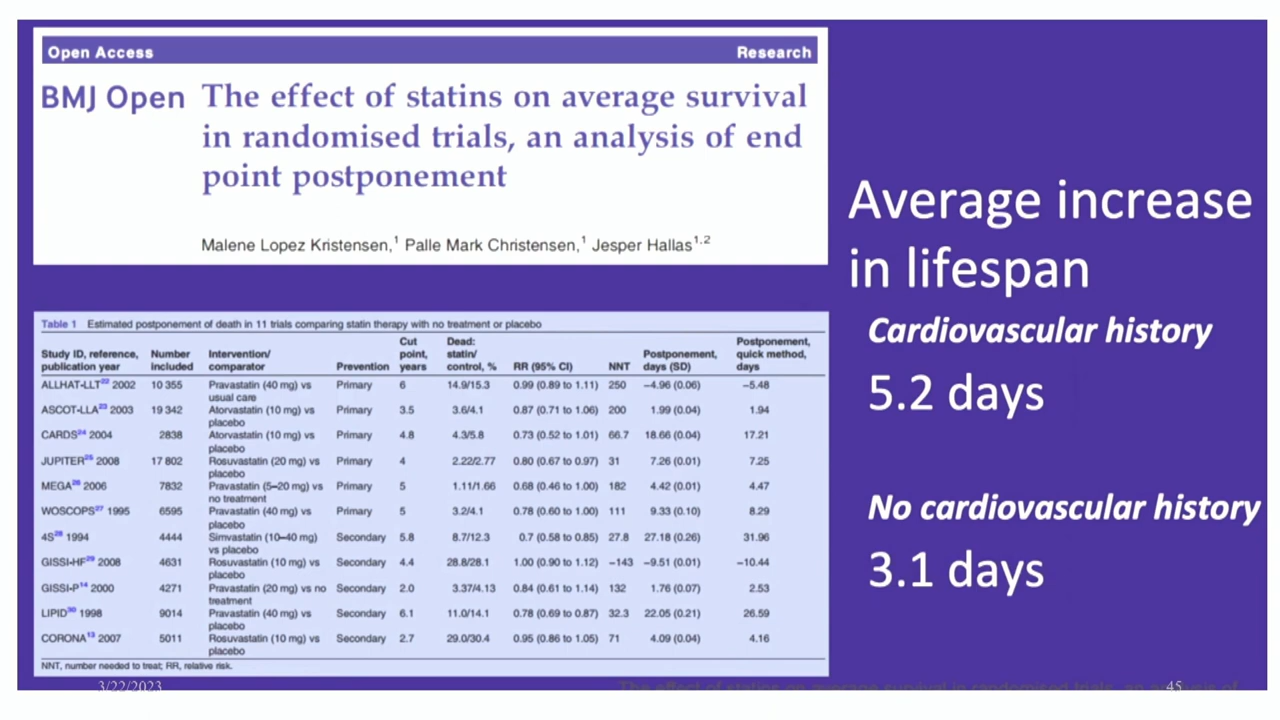 Open Access Research
BMJ Open The effect of statins on average survival
in randomised trials, an analysis of end
point postponement
Malene Lopez Kristensen,1 Palle Mark Christensen,1 Jesper Hallas1,2
Average increase
in lifespan
Cardiovascular history
5.2 days
No cardiovascular history
3.1 days
Table 1 Estimated postponement of death in 11 trials comparing statin therapy with no treatment or placebo
Study ID, reference, publication year Number included Intervention/ comparator Prevention Cut point, years Dead: statin/ control, % RR (95% CI) NNT Postponement, days (SD) Postponement, quick method, days
ALLHAT-LLT22 2002 10 355 Pravastatin (40 mg) vs usual care Primary 6 14.9/15.3 0.99 (0.89 to 1.11) 250 −4.96 (0.06) −5.48
ASCOT-LLA23 2003 19 342 Atorvastatin (10 mg) vs placebo Primary 3.5 3.6/4.1 0.87 (0.71 to 1.06) 200 1.99 (0.04) 1.94
CARDS24 2004 2838 Atorvastatin (10 mg) vs placebo Primary 4.8 4.3/5.8 0.73 (0.52 to 1.01) 66.7 18.66 (0.04) 17.21
JUPITER25 2008 17 802 Rosuvastatin (20 mg) vs placebo Primary 4 2.22/2.77 0.80 (0.67 to 0.97) 31 7.26 (0.01) 7.25
MEGA26 2006 7832 Pravastatin (5–20 mg) vs no treatment Primary 5 1.11/1.66 0.68 (0.46 to 1.00) 182 4.42 (0.01) 4.47
WOSCOPS27 1995 6595 Pravastatin (40 mg) vs placebo Primary 5 3.2/4.1 0.78 (0.60 to 1.00) 111 9.33 (0.10) 8.29
4S28 1994 4444 Simvastatin (10–40 mg) vs placebo Secondary 5.8 8.7/12.3 0.7 (0.58 to 0.85) 27.8 27.18 (0.26) 31.96
GISSI-HF29 2008 4631 Rosuvastatin (10 mg) vs placebo Secondary 4.4 28.8/28.1 1.00 (0.90 to 1.12) −143 −9.51 (0.01) −10.44
GISSI-P14 2000 4271 Pravastatin (20 mg) vs no treatment Secondary 2.0 3.37/4.13 0.84 (0.61 to 1.14) 132 1.76 (0.07) 2.53
LIPID30 1998 9014 Pravastatin (40 mg) vs placebo Secondary 6.1 11.0/14.1 0.78 (0.69 to 0.87) 32.3 22.05 (0.21) 26.59
CORONA13 2007 5011 Rosuvastatin (10 mg) vs placebo Secondary 2.7 29.0/30.4 0.95 (0.86 to 1.05) 71 4.09 (0.04) 4.16
NNT, number needed to treat; RR, relative risk.
3/22/2023 The effect of statins on average survival in randomised trials, an analysis of 45